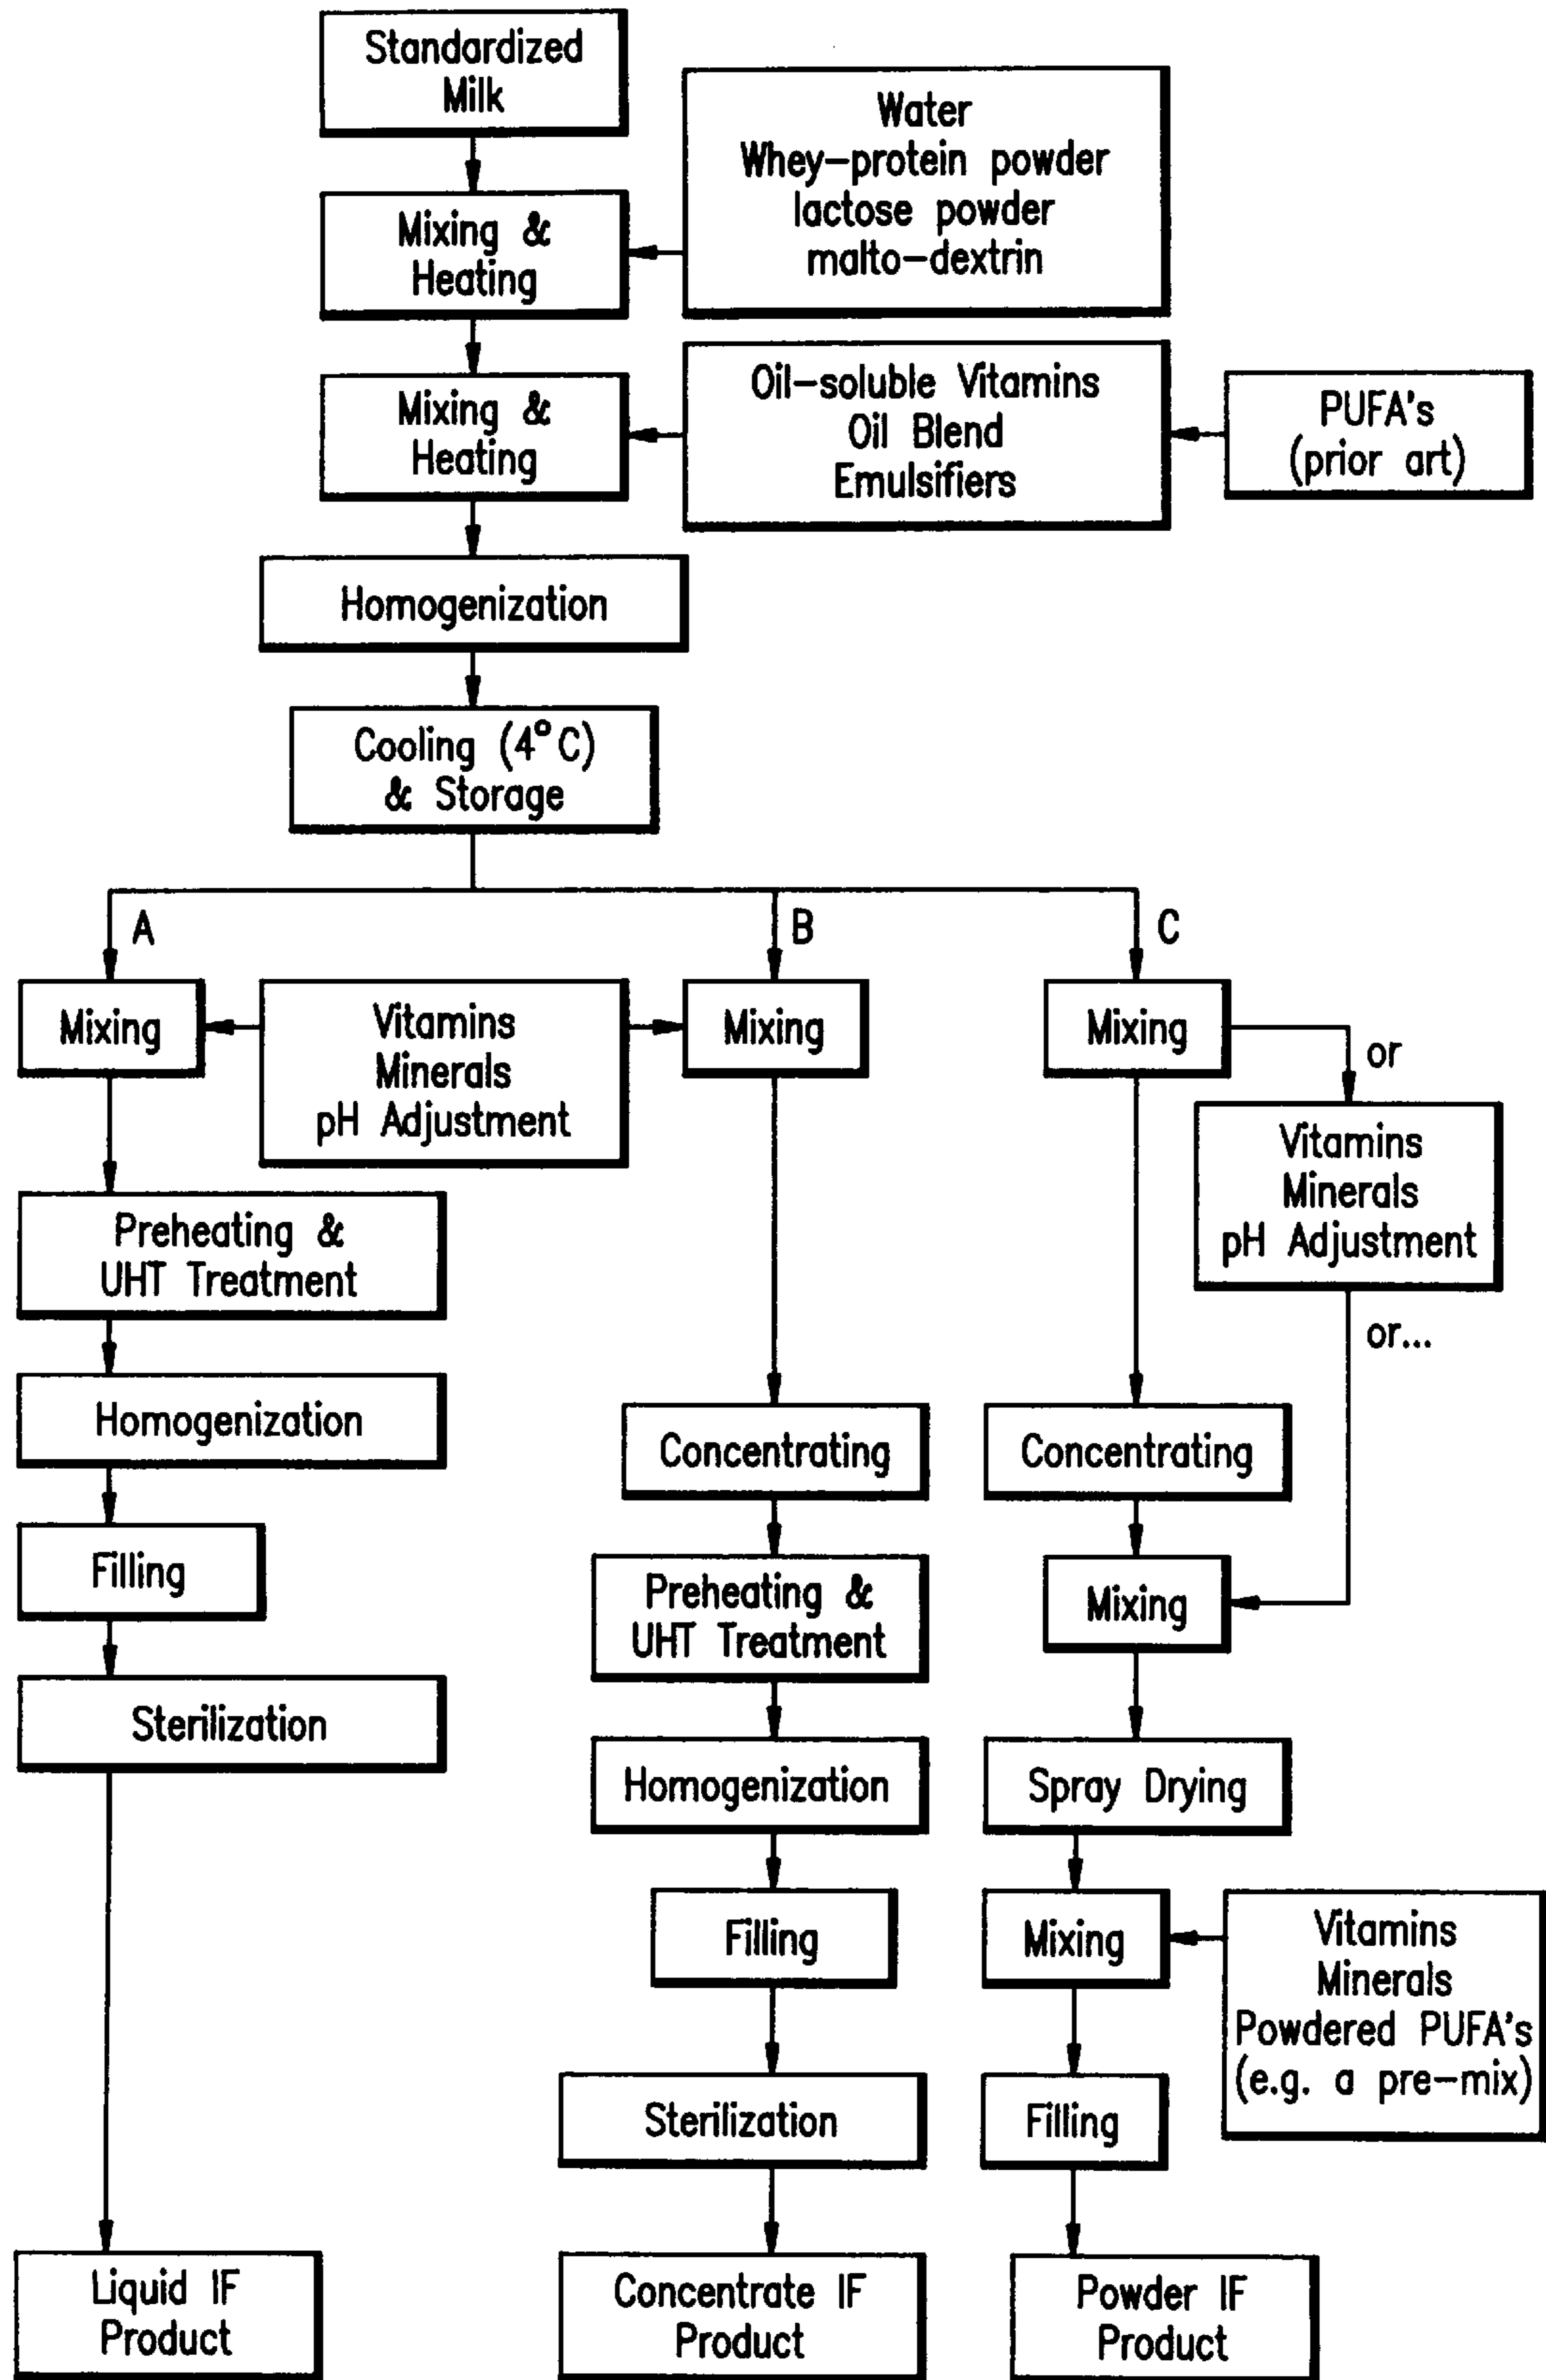 Standardized
Milk
Water
Whey-protein powder
lactose powder
malto-dextrin
Mixing &
Heating
Mixing &
Heating
Oil-soluble Vitamins
Oil Blend
Emulsifiers
PUFA's
(prior art)
Homogenization
Cooling (4°C)
& Storage
A
B
C
Mixing
Vitamins
Minerals
pH Adjustment
Mixing
Mixing
or
Vitamins
Minerals
pH Adjustment
or...
Preheating &
UHT Treatment
Homogenization
Filling
Sterilization
Liquid IF
Product
Concentrating
Preheating &
UHT Treatment
Homogenization
Filling
Sterilization
Concentrate IF
Product
Concentrating
Mixing
Spray Drying
Mixing
Vitamins
Minerals
Powdered PUFA's
(e.g. a pre-mix)
Filling
Powder IF
Product